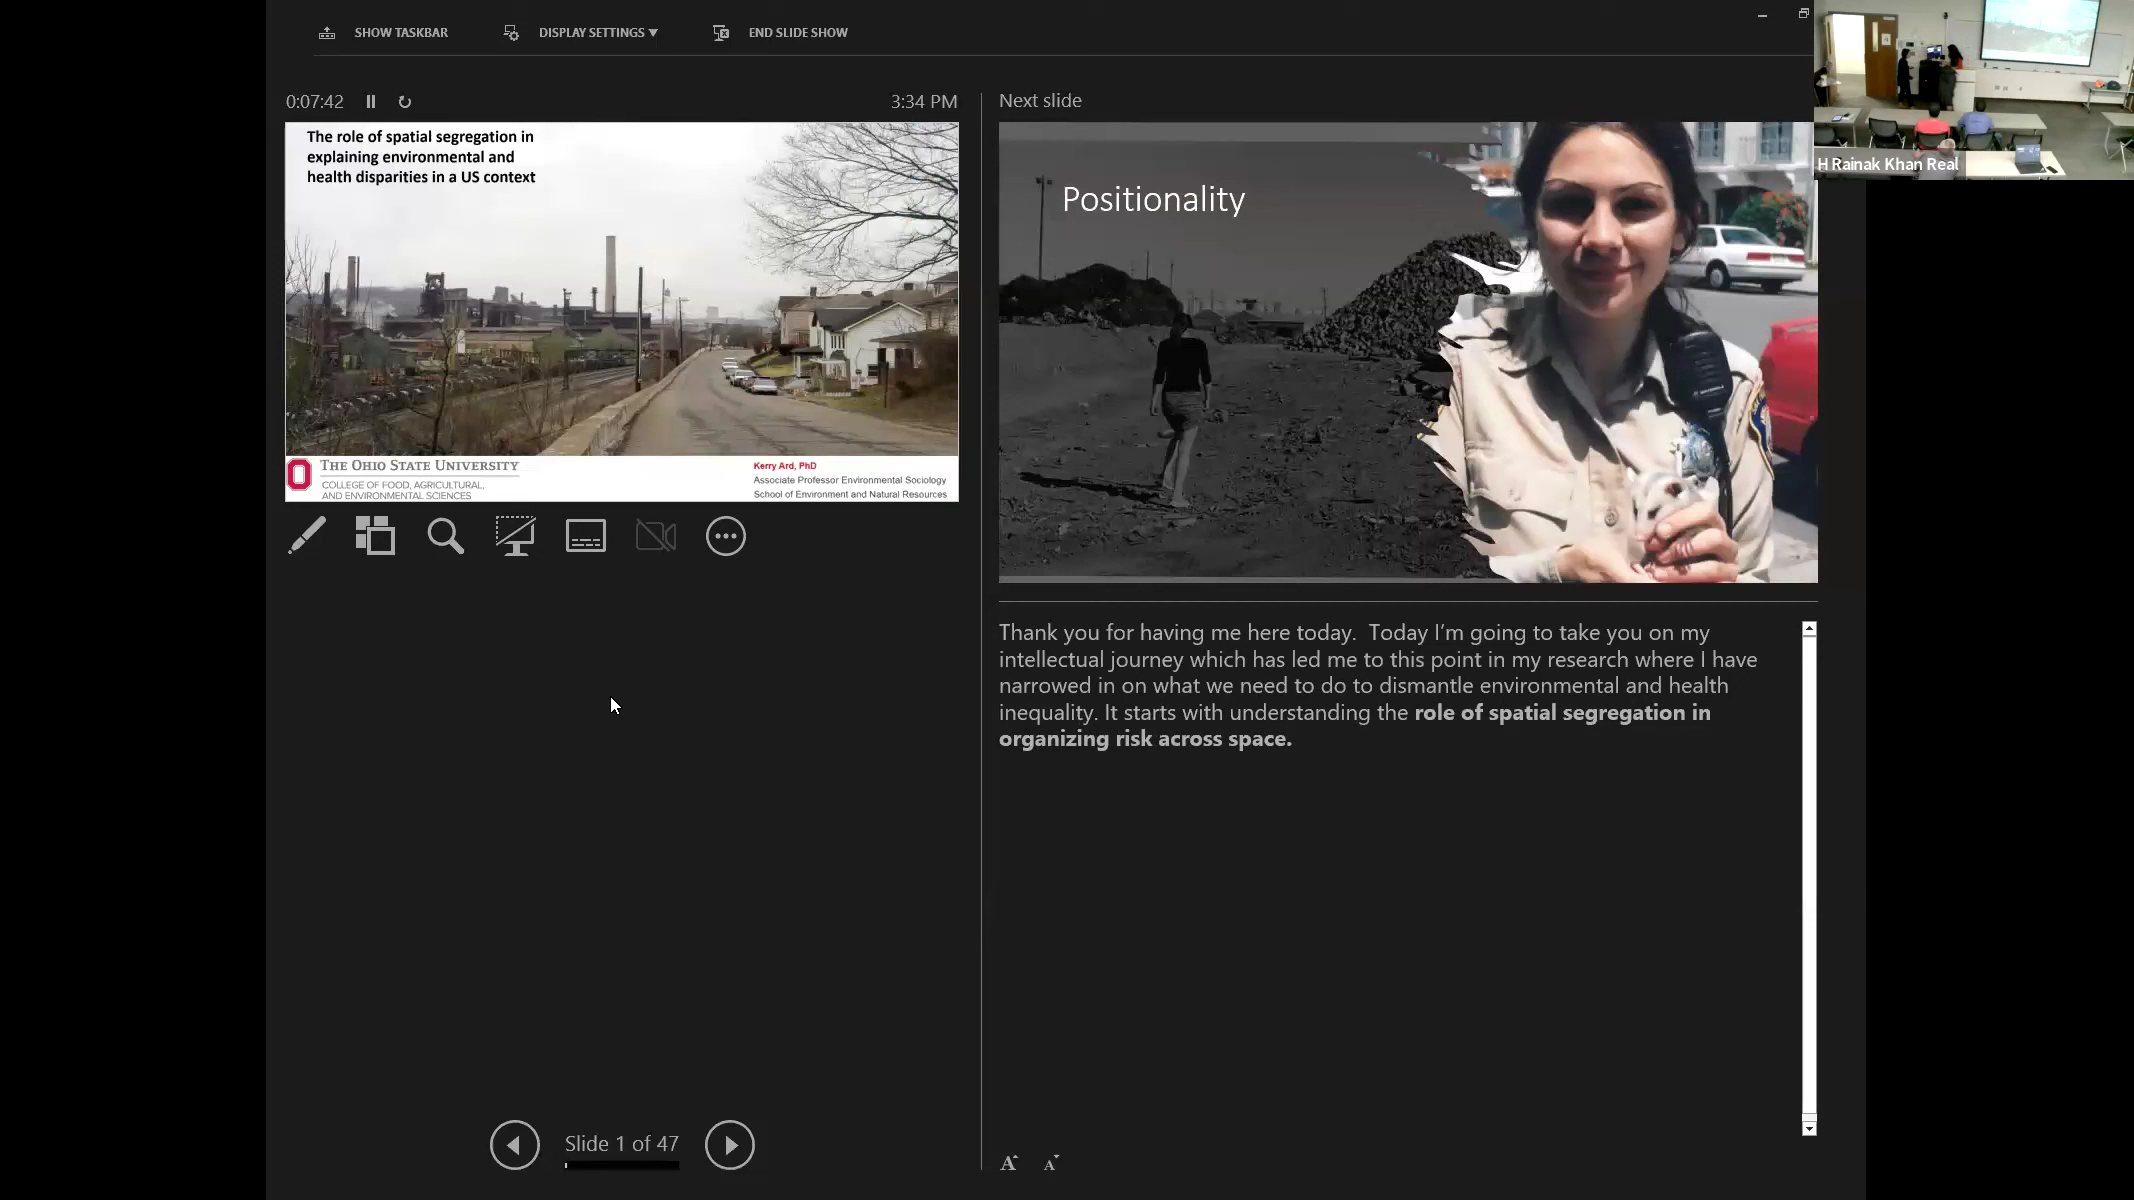 SHOW TASKBAR
DISPLAY SETTINGS ▼
END SLIDE SHOW
0:07:42
3:34 PM
The role of spatial segregation in
explaining environmental and
health disparities in a US context
THE OHIO STATE UNIVERSITY
COLLEGE OF FOOD, AGRICULTURAL,
AND ENVIRONMENTAL SCIENCES
Kerry Ard, PhD
Associate Professor Environmental Sociology
School of Environment and Natural Resources
Slide 1 of 47
Next slide
Positionality
H Rainak Khan Real
Thank you for having me here today.  Today I'm going to take you on my
intellectual journey which has led me to this point in my research where I have
narrowed in on what we need to do to dismantle environmental and health
inequality. It starts with understanding the role of spatial segregation in
organizing risk across space.
A
A